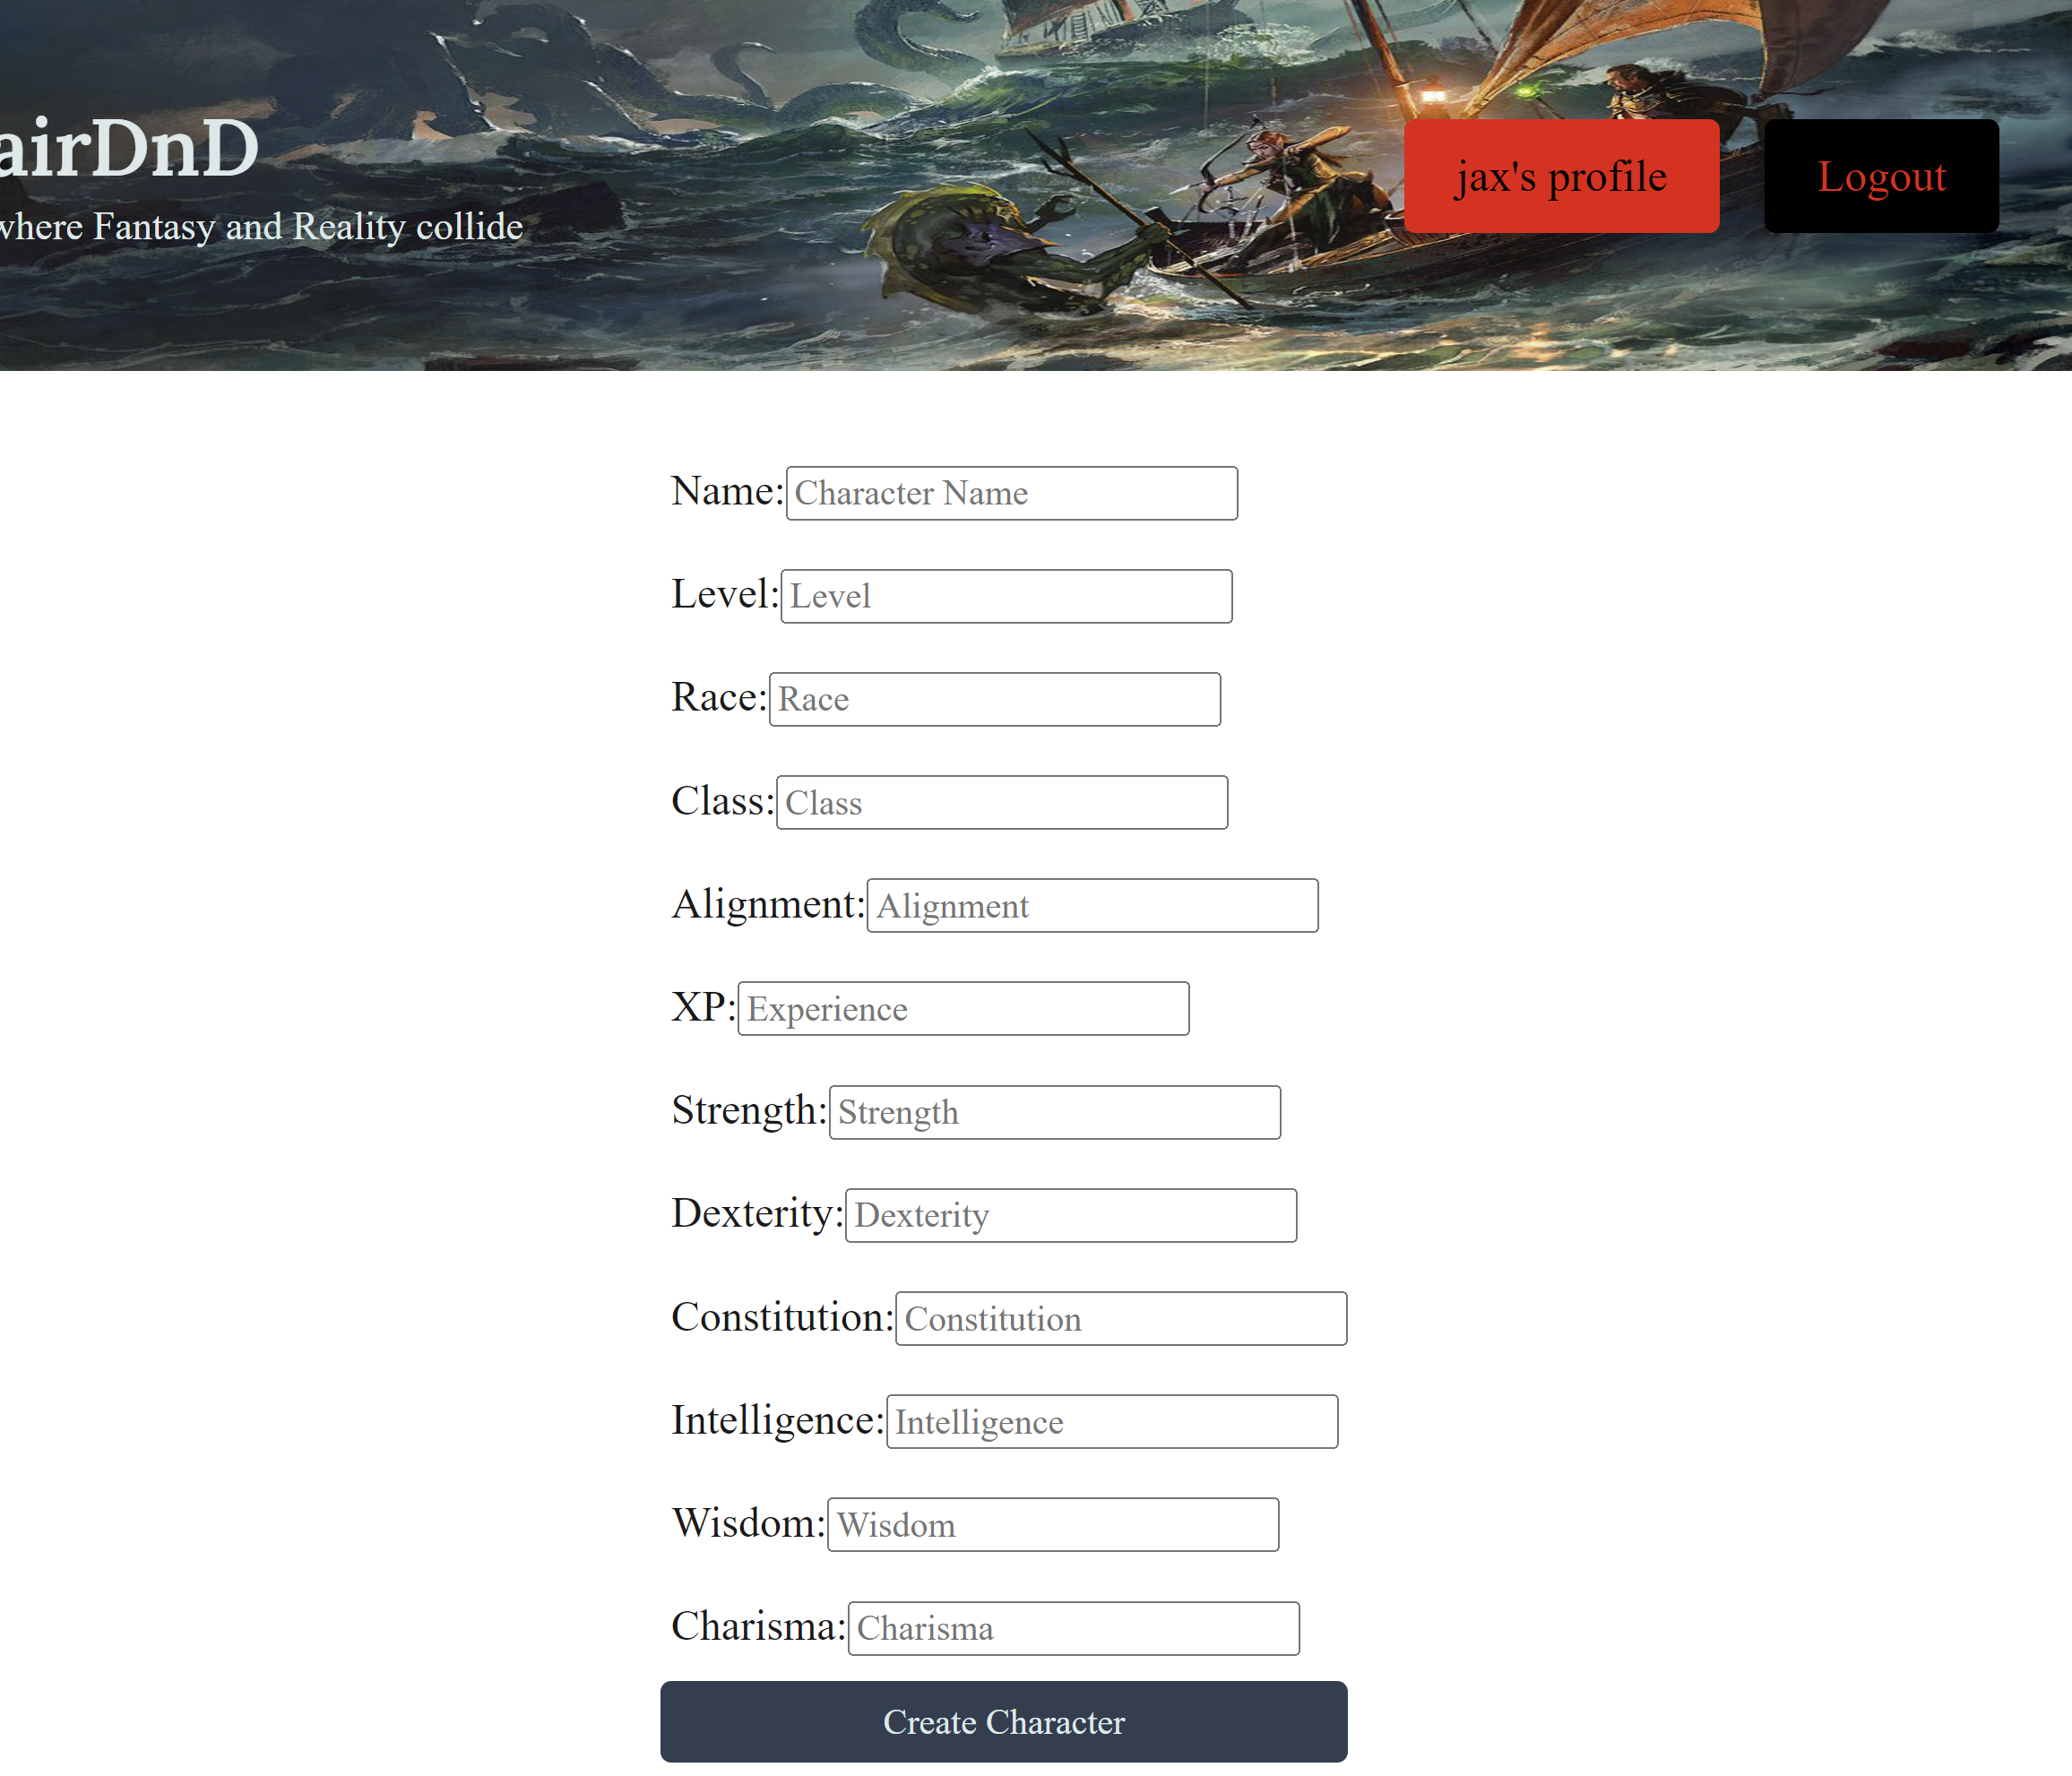 airDnD
where Fantasy and Reality collide
jax's profile
Logout
Name: Character Name
Level: Level
Race: Race
Class: Class
Alignment: Alignment
XP: Experience
Strength: Strength
Dexterity: Dexterity
Constitution: Constitution
Intelligence: Intelligence
Wisdom: Wisdom
Charisma: Charisma
Create Character